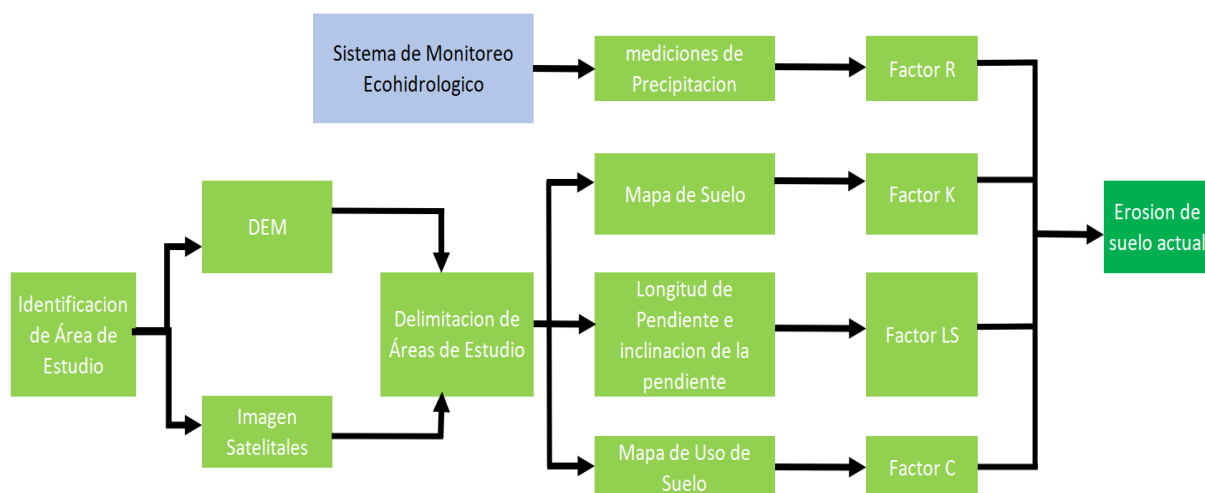 Sistema de Monitoreo
Ecohidrologico
mediciones de
Precipitacion
Factor R
DEM
Mapa de Suelo
Factor K
Erosion de
suelo actual
Identificacion
de Área de
Estudio
Delimitacion de
Áreas de Estudio
Longitud de
Pendiente e
inclinacion de la
pendiente
Factor LS
Imagen
Satelitales
Mapa de Uso de
Suelo
Factor C